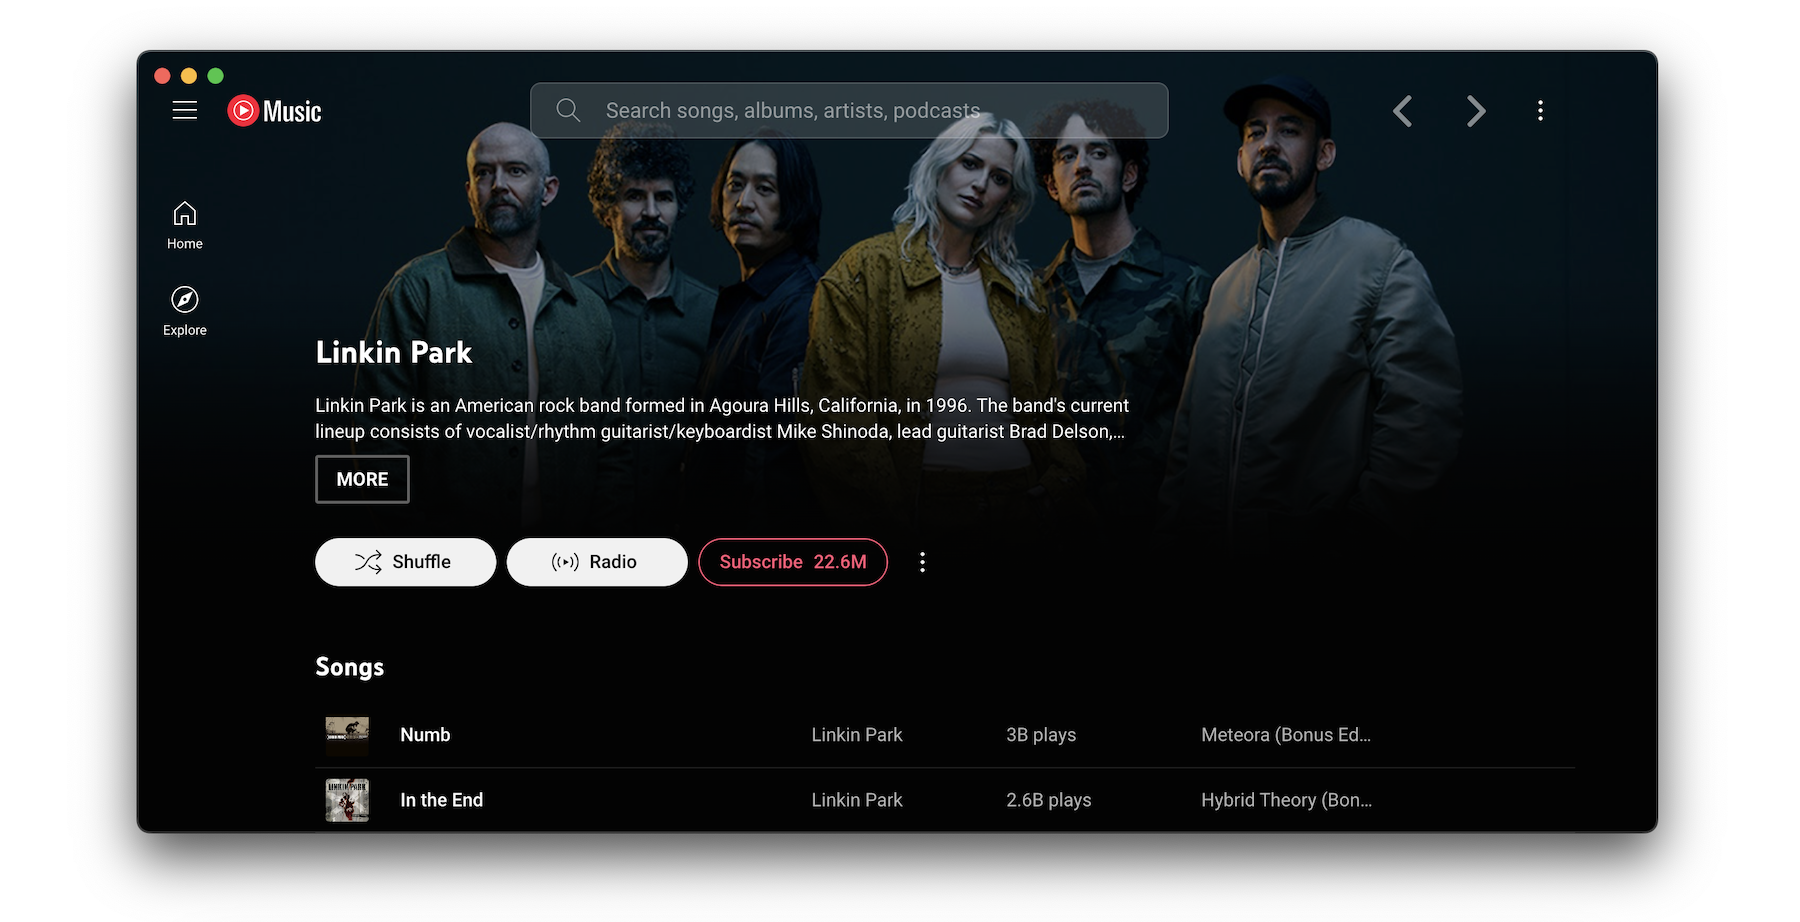 Music
Search songs, albums, artists, podcasts
Home
Explore
Linkin Park
Linkin Park is an American rock band formed in Agoura Hills, California, in 1996. The band's current
lineup consists of vocalist/rhythm guitarist/keyboardist Mike Shinoda, lead guitarist Brad Delson,...
MORE
Shuffle
Radio
Subscribe 22.6M
Songs
Numb Linkin Park 3B plays Meteora (Bonus Ed...
LINKIN PARK
In the End Linkin Park 2.6B plays Hybrid Theory (Bon...